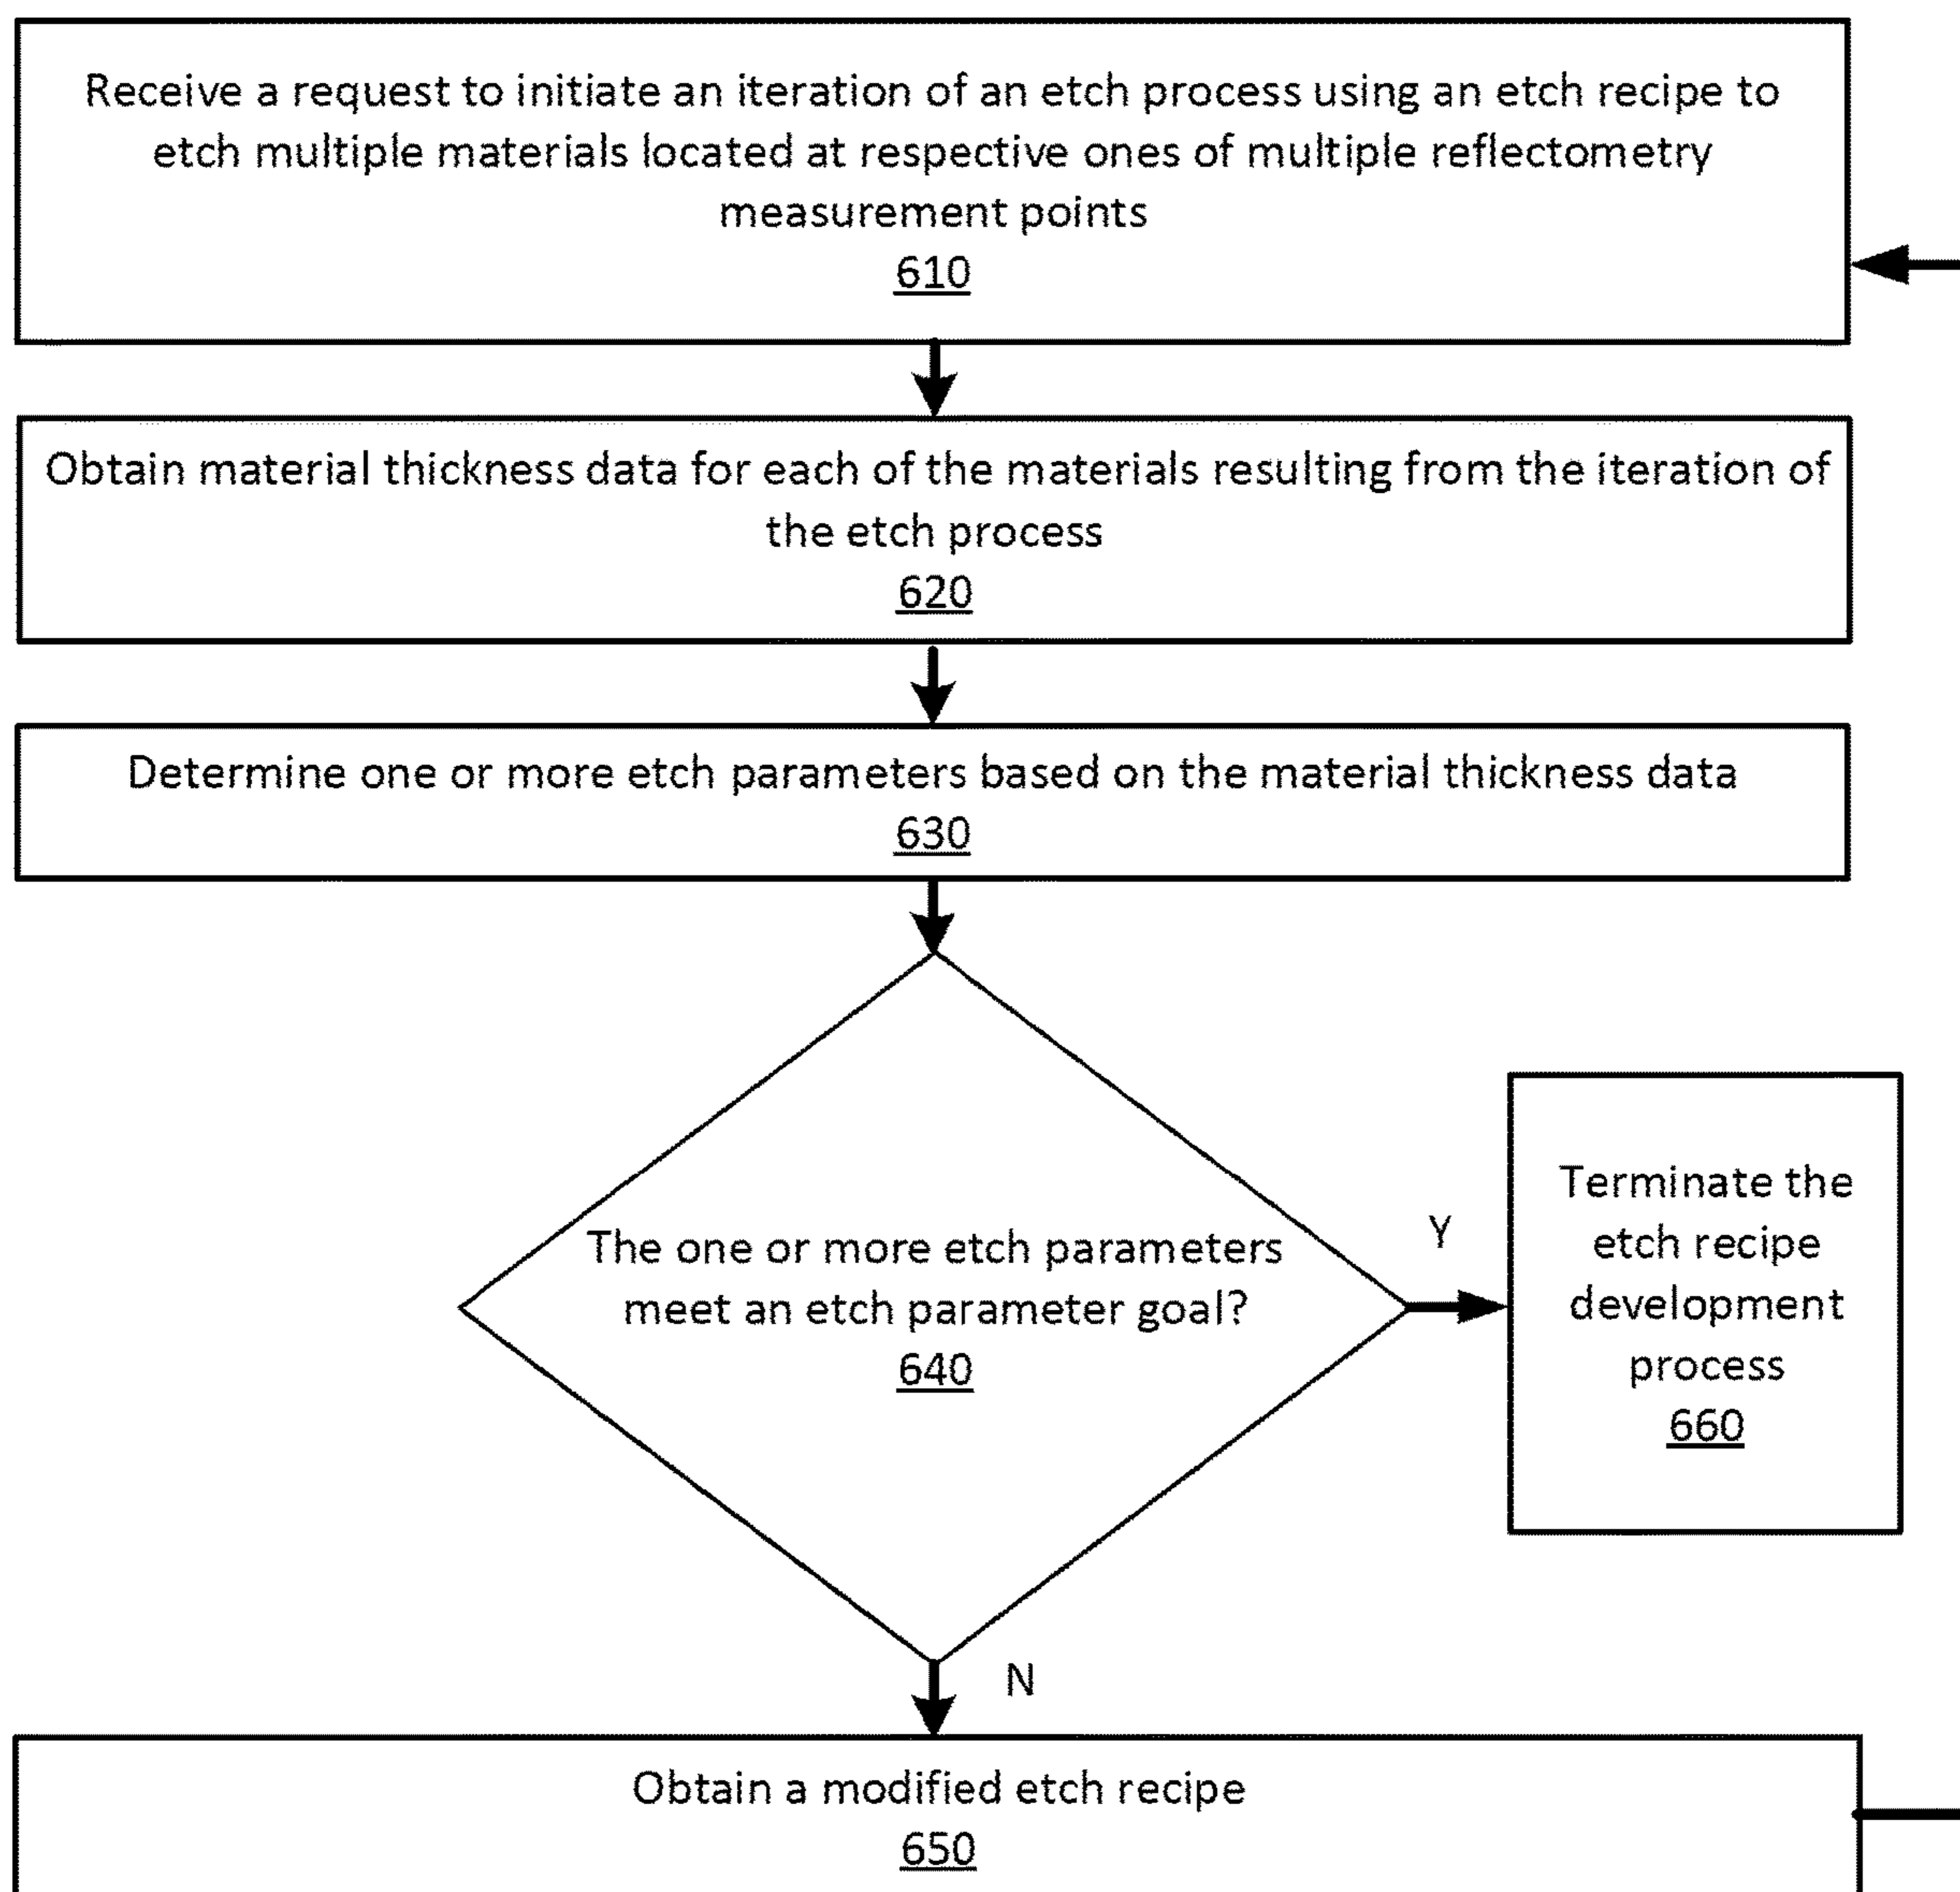 Receive a request to initiate an iteration of an etch process using an etch recipe to
etch multiple materials located at respective ones of multiple reflectometry
measurement points
610
Obtain material thickness data for each of the materials resulting from the iteration of
the etch process
620
Determine one or more etch parameters based on the material thickness data
630
The one or more etch parameters
meet an etch parameter goal?
640
Y
Terminate the
etch recipe
development
process
660
N
Obtain a modified etch recipe
650